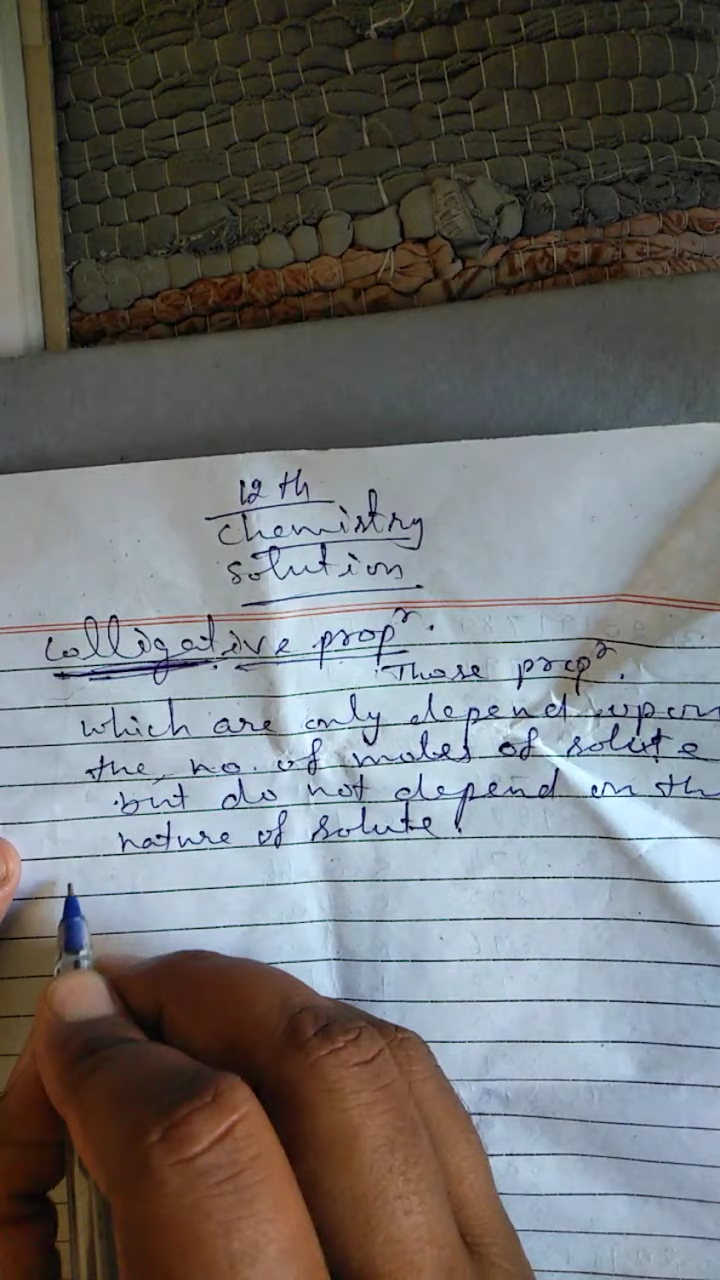 12 th
chemistry
solution
colligative propr.
Those propr.
which are only depend upon
the, no. of moles of solute
but do not depend on th
nature of solute.